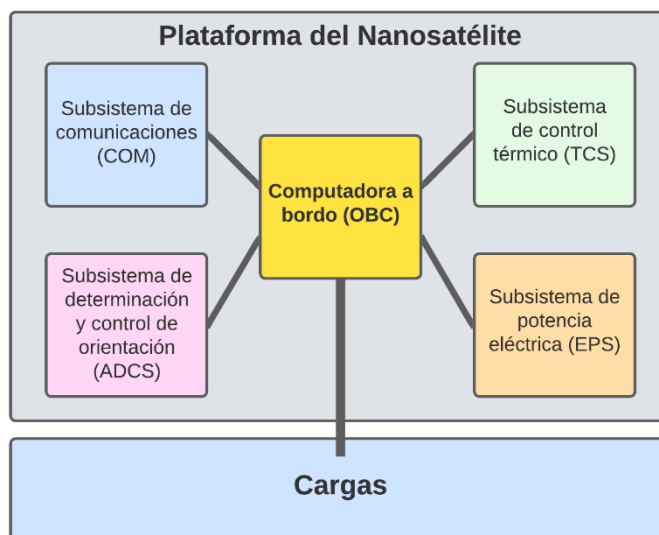 Plataforma del Nanosatélite
Subsistema de
comunicaciones
(COM)
Subsistema
de control
térmico (TCS)
Computadora a
bordo (OBC)
Subsistema de
determinación
y control de
orientación
(ADCS)
Subsistema de
potencia
eléctrica (EPS)
Cargas